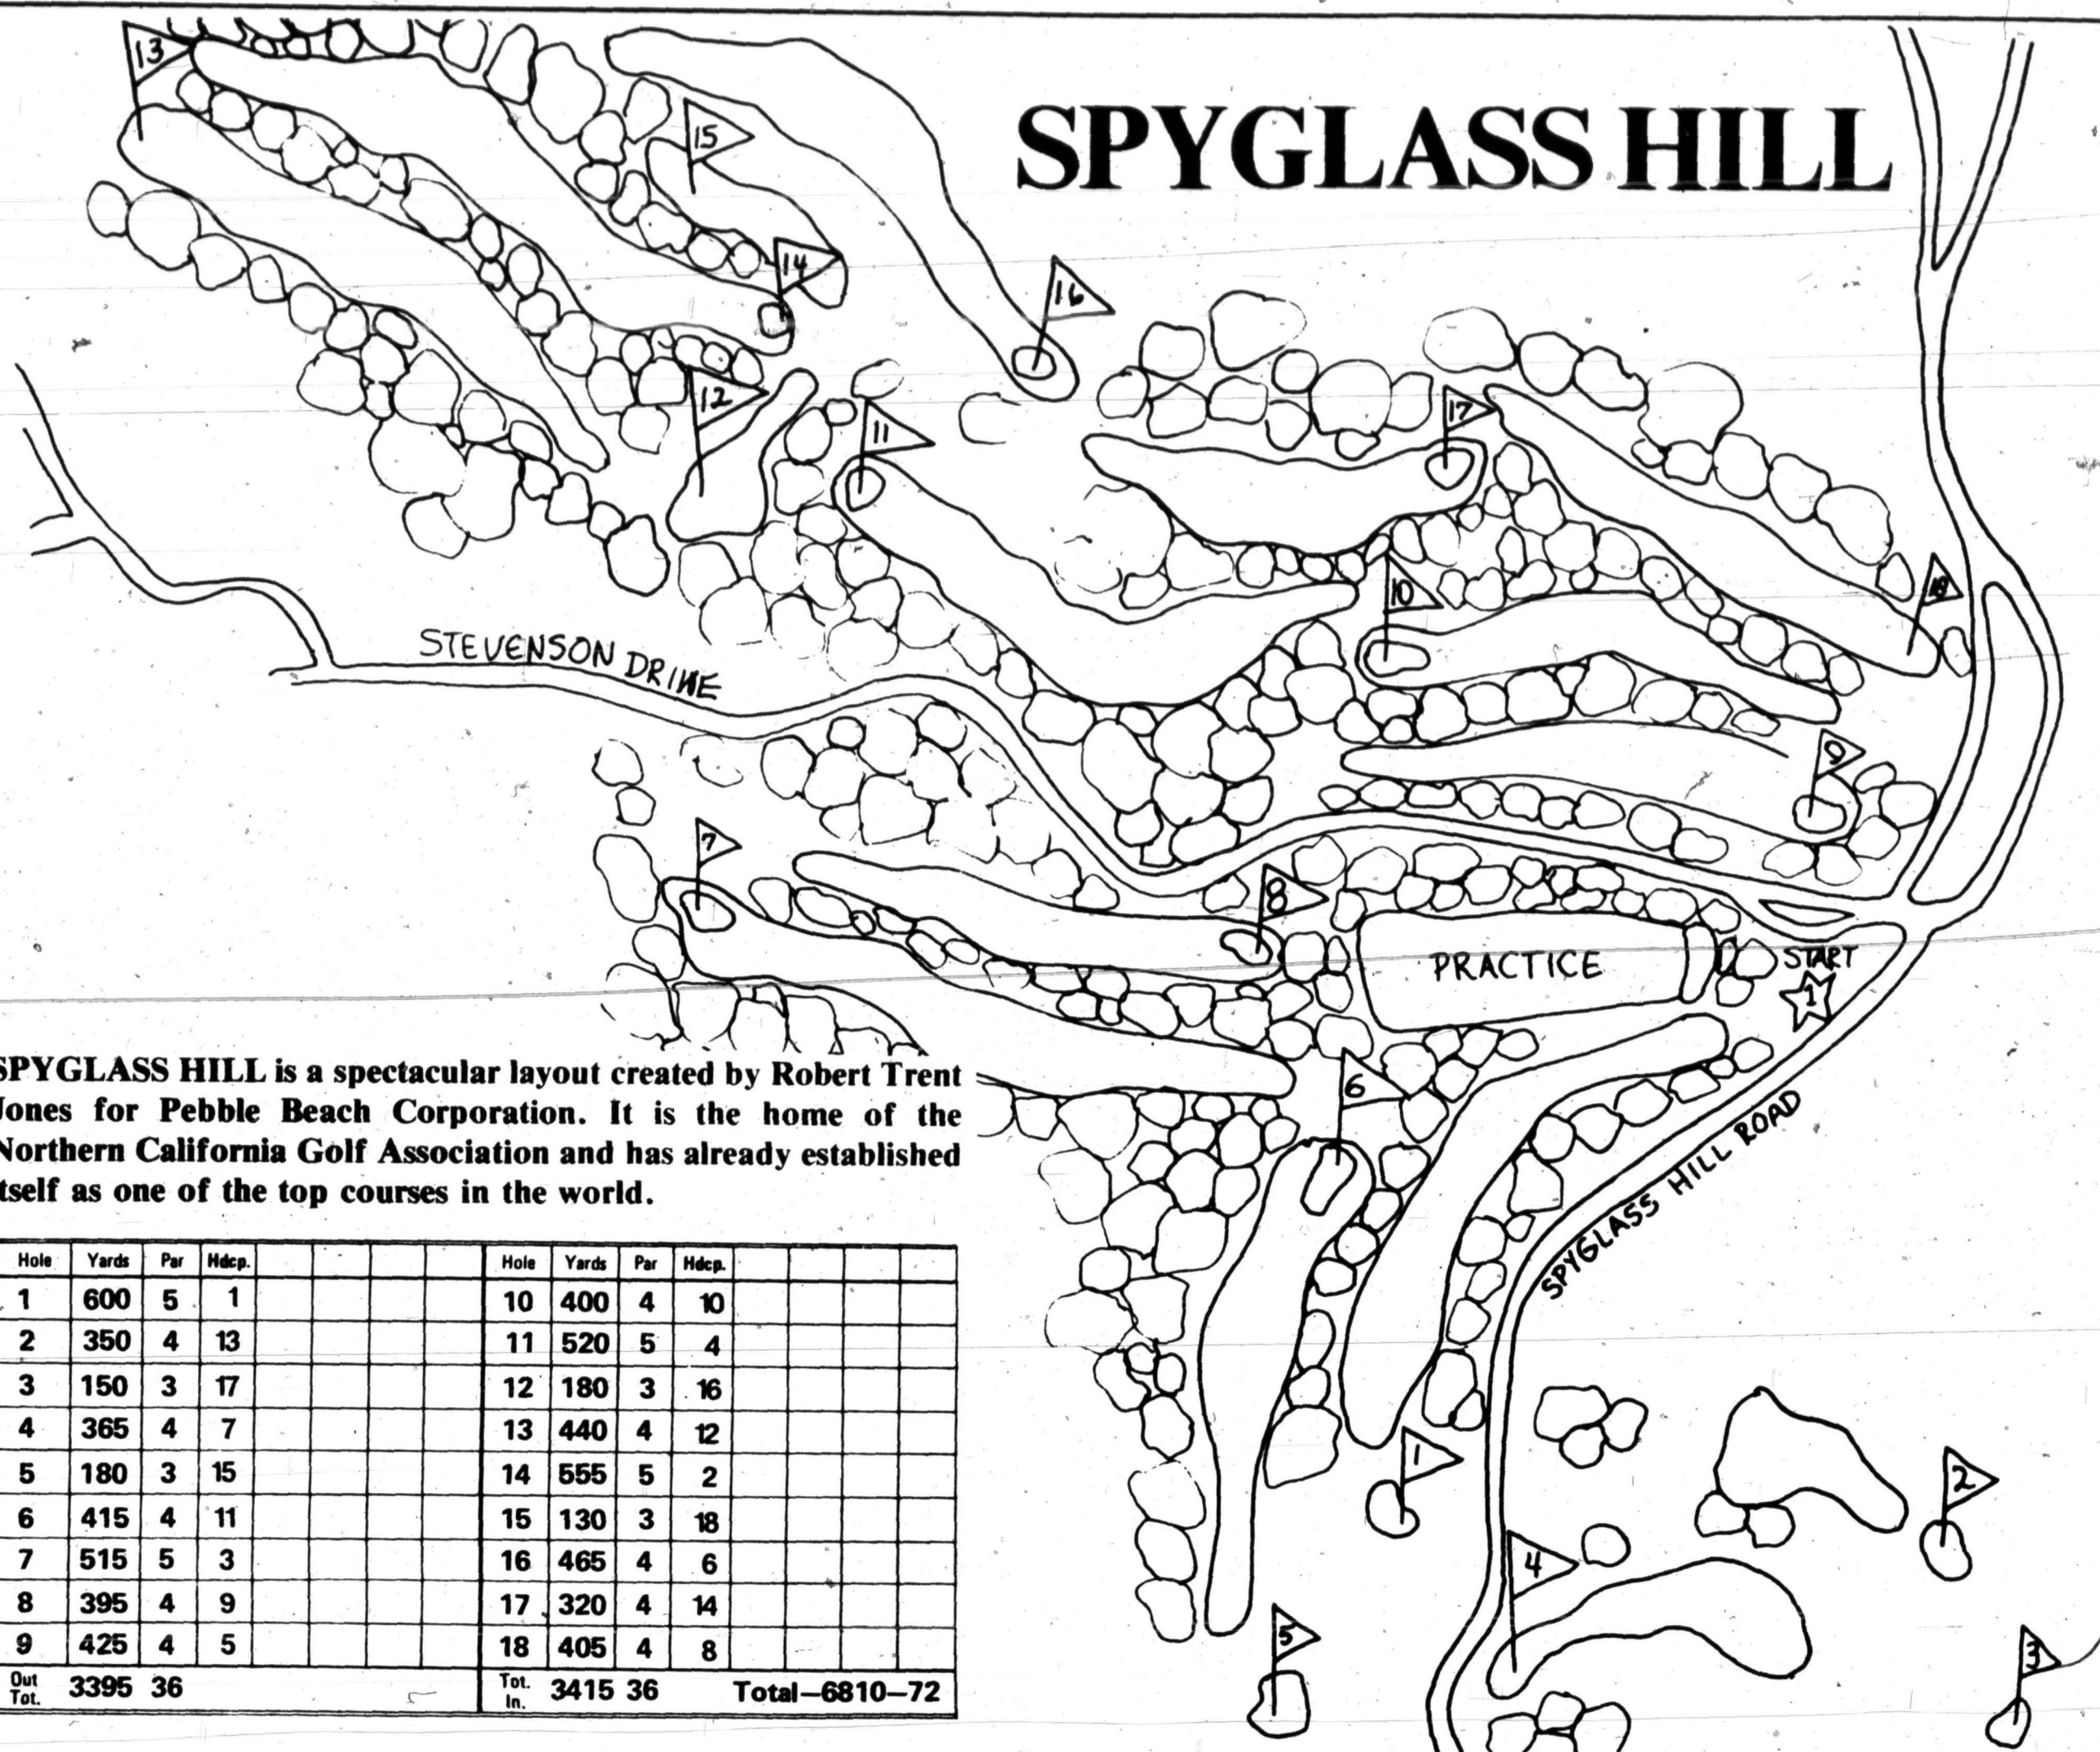 SPYGLASS HILL
13
15
14
16
12
11
17
10
18
STEVENSON DRIVE
9
7
8
PRACTICE
START
1
6
SPYGLASS HILL ROAD
1
2
4
5
3
SPYGLASS HILL is a spectacular layout created by Robert Trent
Jones for Pebble Beach Corporation. It is the home of the
Northern California Golf Association and has already established
itself as one of the top courses in the world.
Hole Yards Par Hdcp. Hole Yards Par Hdcp.
1 600 5 1 10 400 4 10
2 350 4 13 11 520 5 4
3 150 3 17 12 180 3 16
4 365 4 7 13 440 4 12
5 180 3 15 14 555 5 2
6 415 4 11 15 130 3 18
7 515 5 3 16 465 4 6
8 395 4 9 17 320 4 14
9 425 4 5 18 405 4 8
Out Tot. 3395 36 Tot. In. 3415 36 Total—6810—72